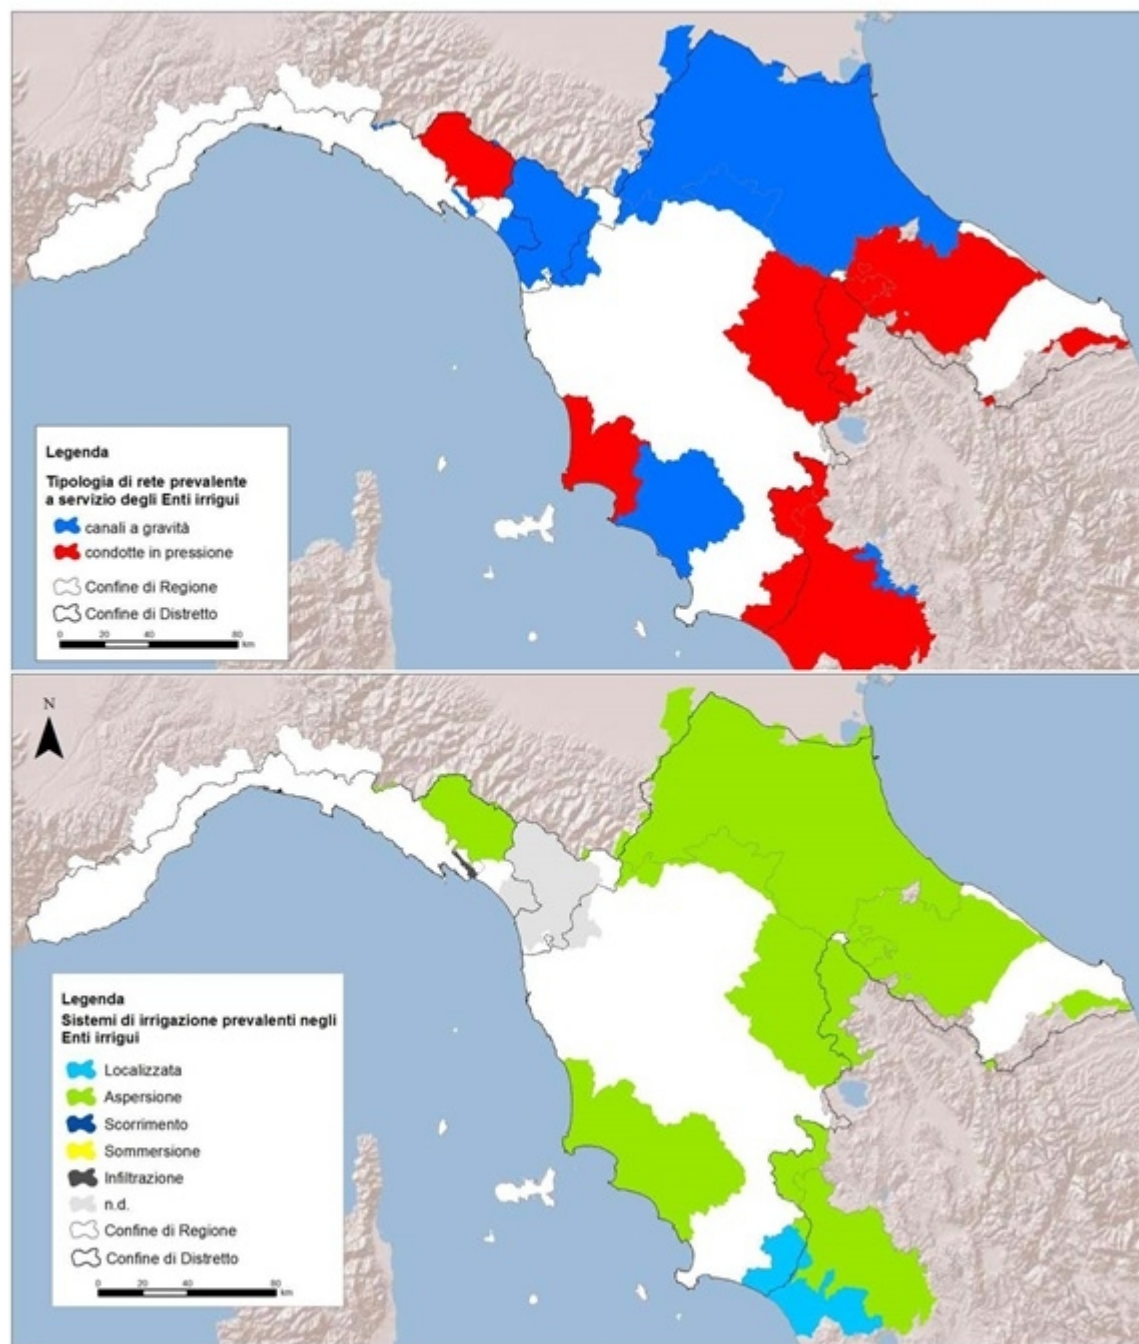 Legenda
Tipologia di rete prevalente
a servizio degli Enti irrigui
canali a gravità
condotte in pressione
Confine di Regione
Confine di Distretto
0 20 40 80
km
N
Legenda
Sistemi di irrigazione prevalenti negli
Enti irrigui
Localizzata
Aspersione
Scorrimento
Sommersione
Infiltrazione
n.d.
Confine di Regione
Confine di Distretto
0 20 40 80
km